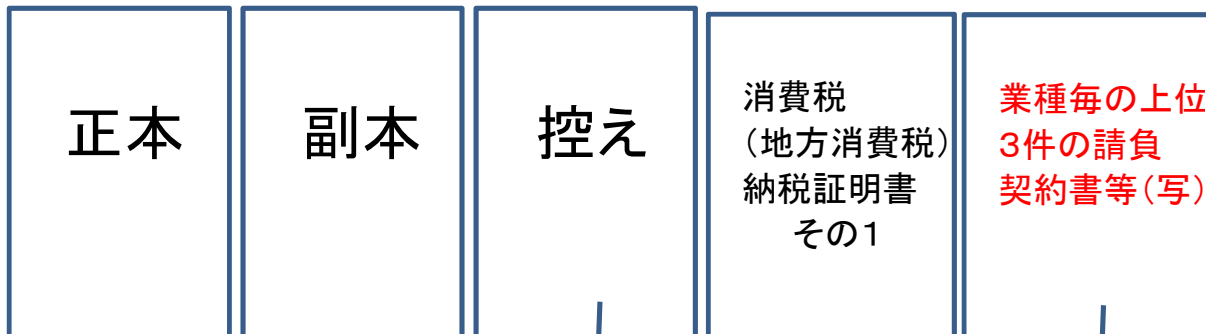 正本
副本
控え
消費税
（地方消費税）
納税証明書
その１
業種毎の上位
３件の請負
契約書等（写）